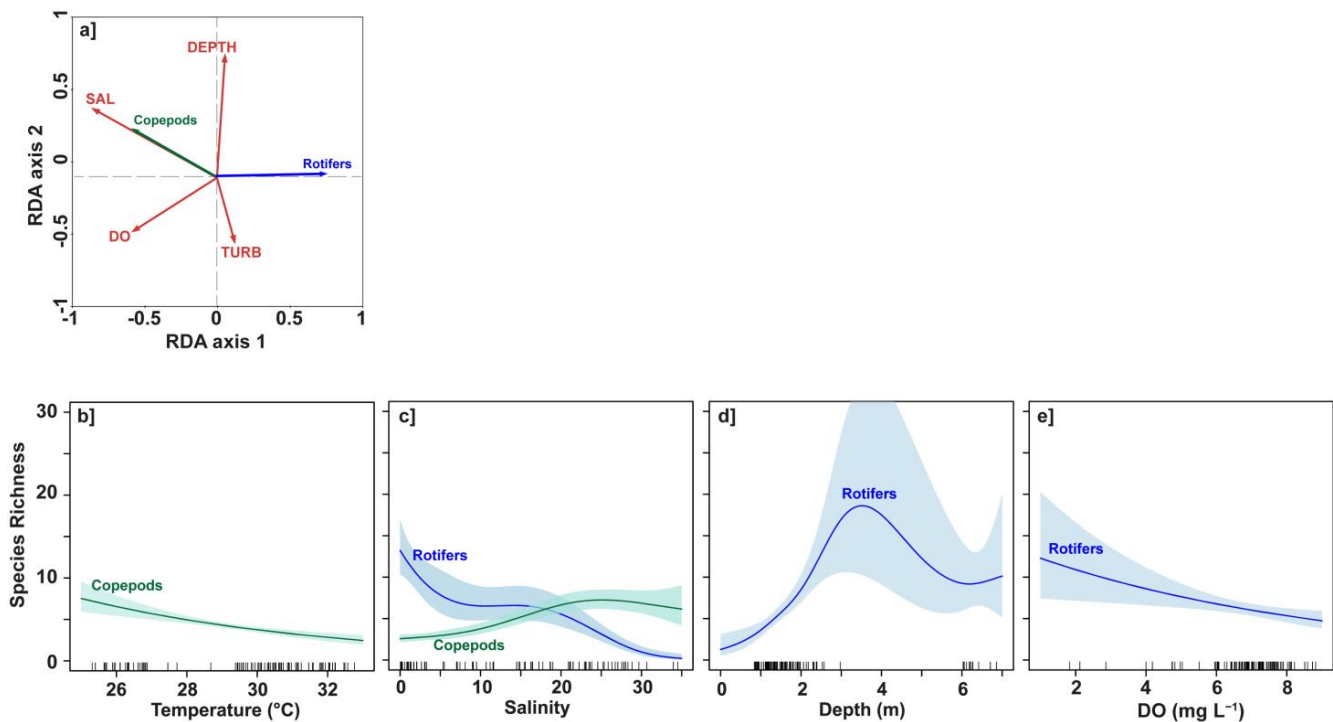 a]
1
0.5
0
-0.5
-1
RDA axis 2
DEPTH
SAL
Copepods
Rotifers
DO
TURB
-1 -0.5 0 0.5 1
RDA axis 1
30
20
10
0
Species Richness
b]
Copepods
26 28 30 32
Temperature (°C)
c]
Rotifers
Copepods
0 10 20 30
Salinity
d]
Rotifers
0 2 4 6
Depth (m)
e]
Rotifers
2 4 6 8
DO (mg L⁻¹)